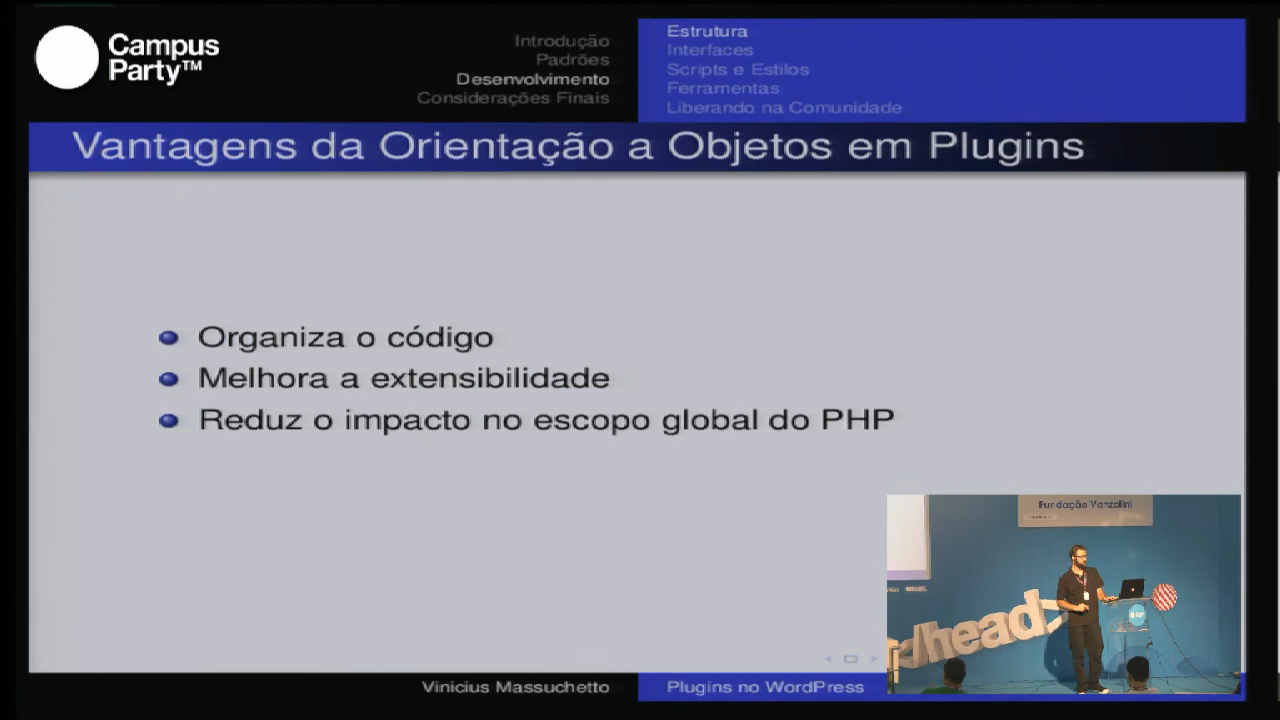 Campus
Party™
Introdução
Padrões
Desenvolvimento
Considerações Finais
Estrutura
Interfaces
Scripts e Estilos
Ferramentas
Liberando na Comunidade
Vantagens da Orientação a Objetos em Plugins
Organiza o código
Melhora a extensibilidade
Reduz o impacto no escopo global do PHP
Fundação Vanzolini
/head>
Vinicius Massuchetto
Plugins no WordPress